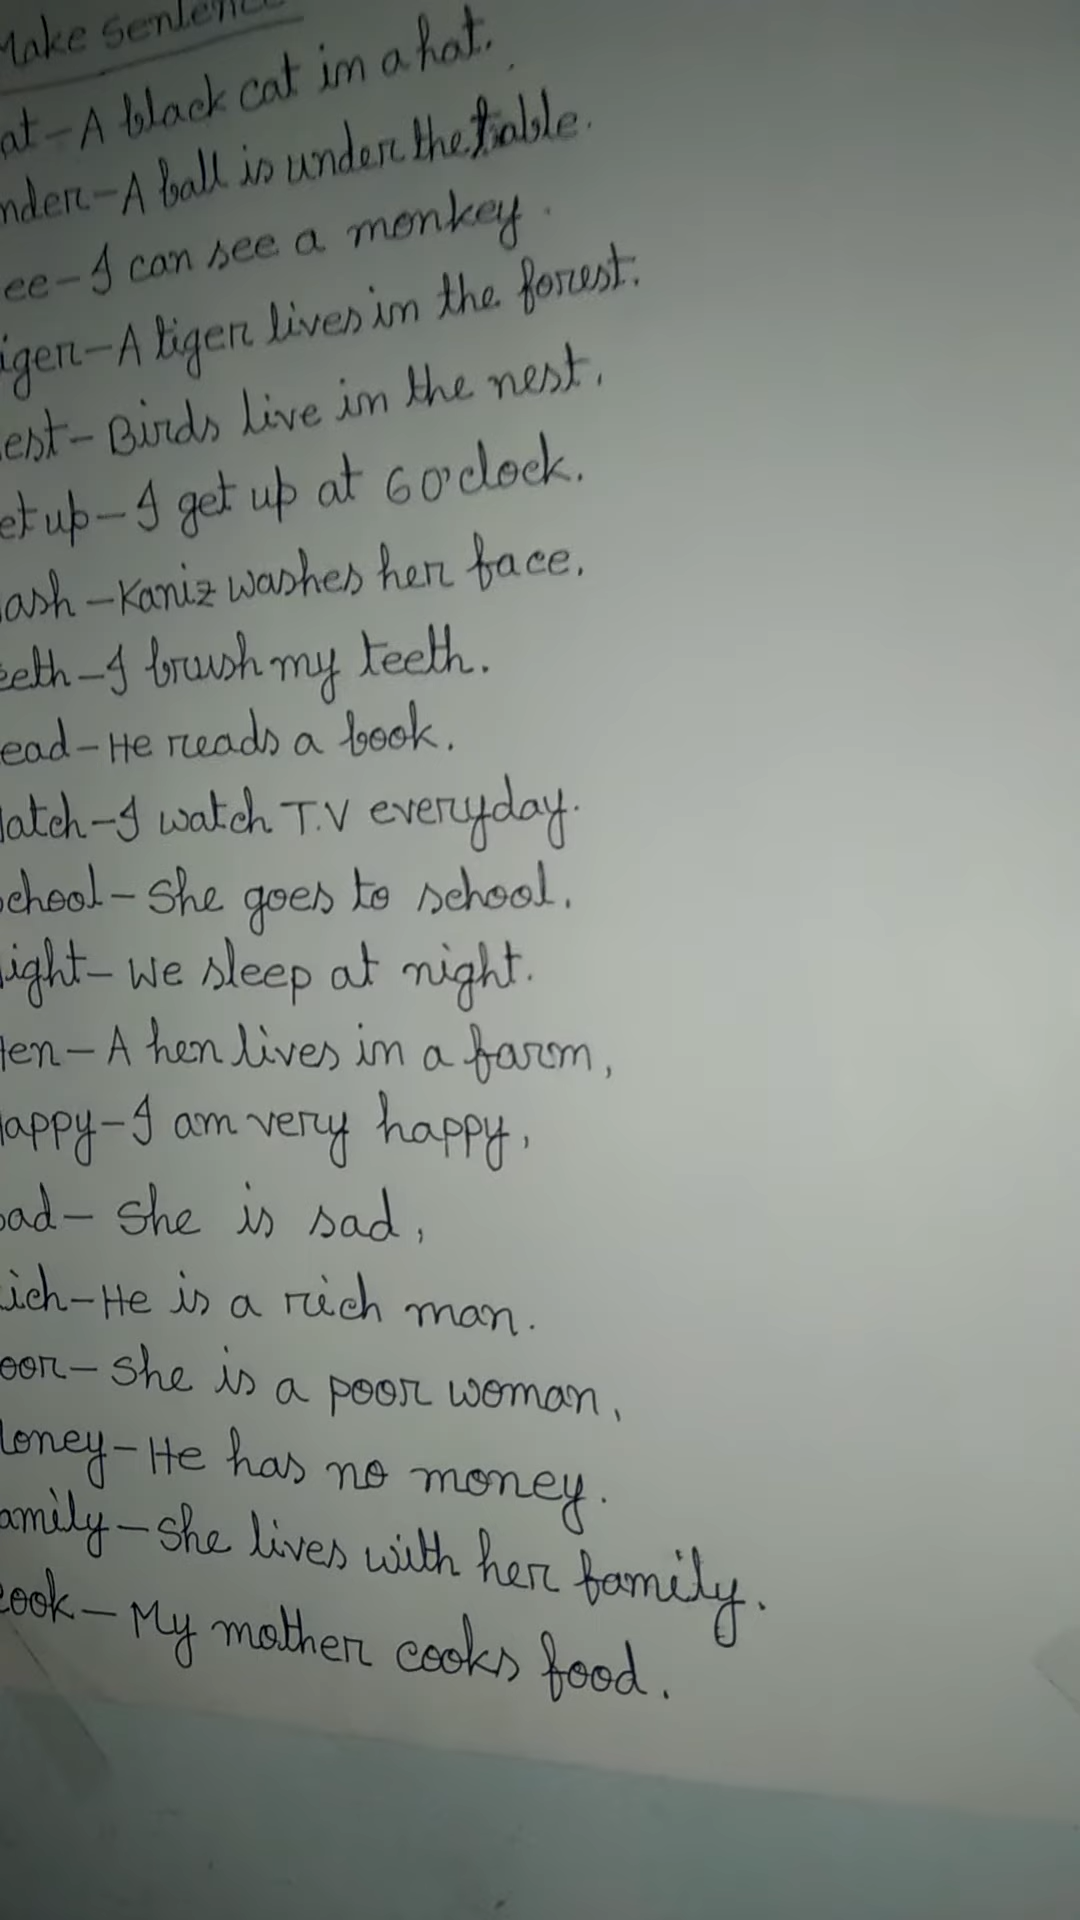 Make sentence
at - A black cat in a hat.
nder - A ball is under the table.
ee - I can see a monkey.
iger - A tiger lives in the forest.
est - Birds live in the nest.
et up - I get up at 6 o'clock.
ash - Kaniz washes her face.
eeth - I brush my teeth.
ead - He reads a book.
atch - I watch T.V everyday.
chool - She goes to school.
ight - We sleep at night.
en - A hen lives in a farm,
appy - I am very happy,
ad - She is sad,
ich - He is a rich man.
oor - She is a poor woman,
oney - He has no money.
amily - She lives with her family.
ook - My mother cooks food.